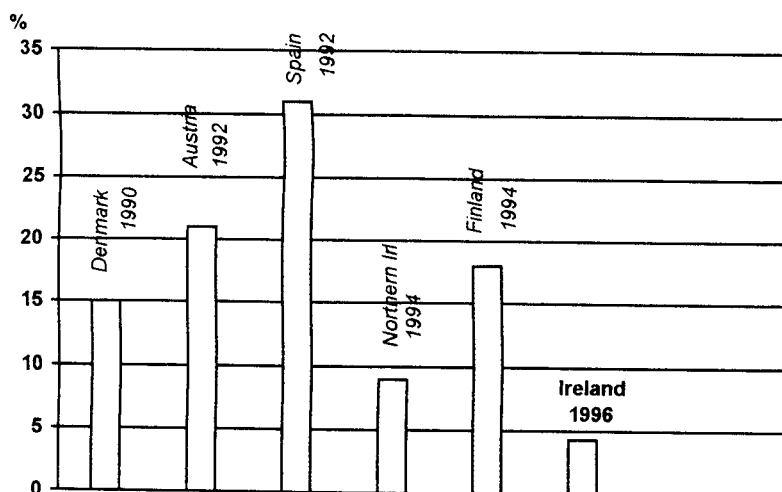 %
35
30
25
20
15
10
5
0
Denmark
1990
Austria
1992
Spain
1992
Northern Irl
1994
Finland
1994
Ireland
1996